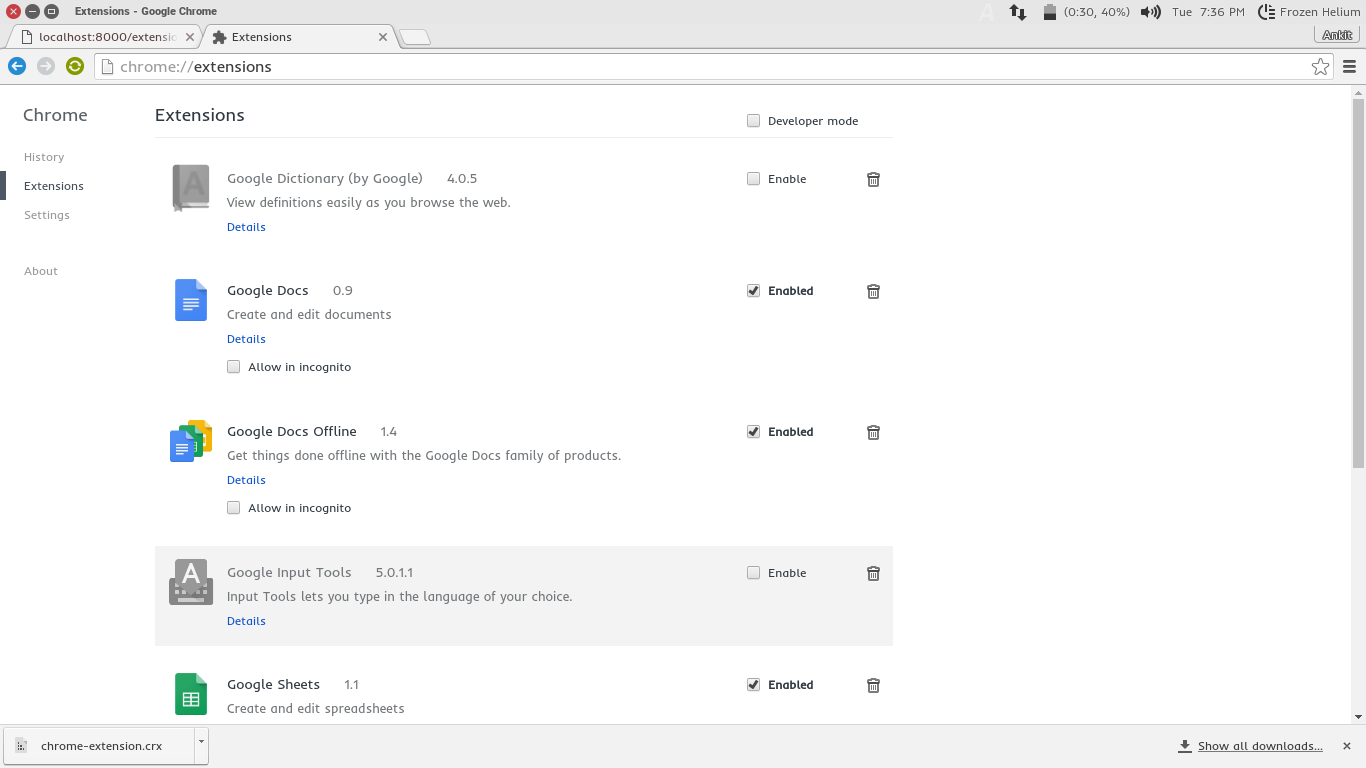 Extensions - Google Chrome
(0:30, 40%)
Tue 7:36 PM
Frozen Helium
localhost:8000/extensio
Extensions
Ankit
chrome://extensions
Chrome
History
Extensions
Settings
About
Extensions
Developer mode
Google Dictionary (by Google) 4.0.5
Enable
View definitions easily as you browse the web.
Details
Google Docs 0.9
Enabled
Create and edit documents
Details
Allow in incognito
Google Docs Offline 1.4
Enabled
Get things done offline with the Google Docs family of products.
Details
Allow in incognito
A
Google Input Tools 5.0.1.1
Enable
Input Tools lets you type in the language of your choice.
Details
Google Sheets 1.1
Enabled
Create and edit spreadsheets
chrome-extension.crx
Show all downloads...